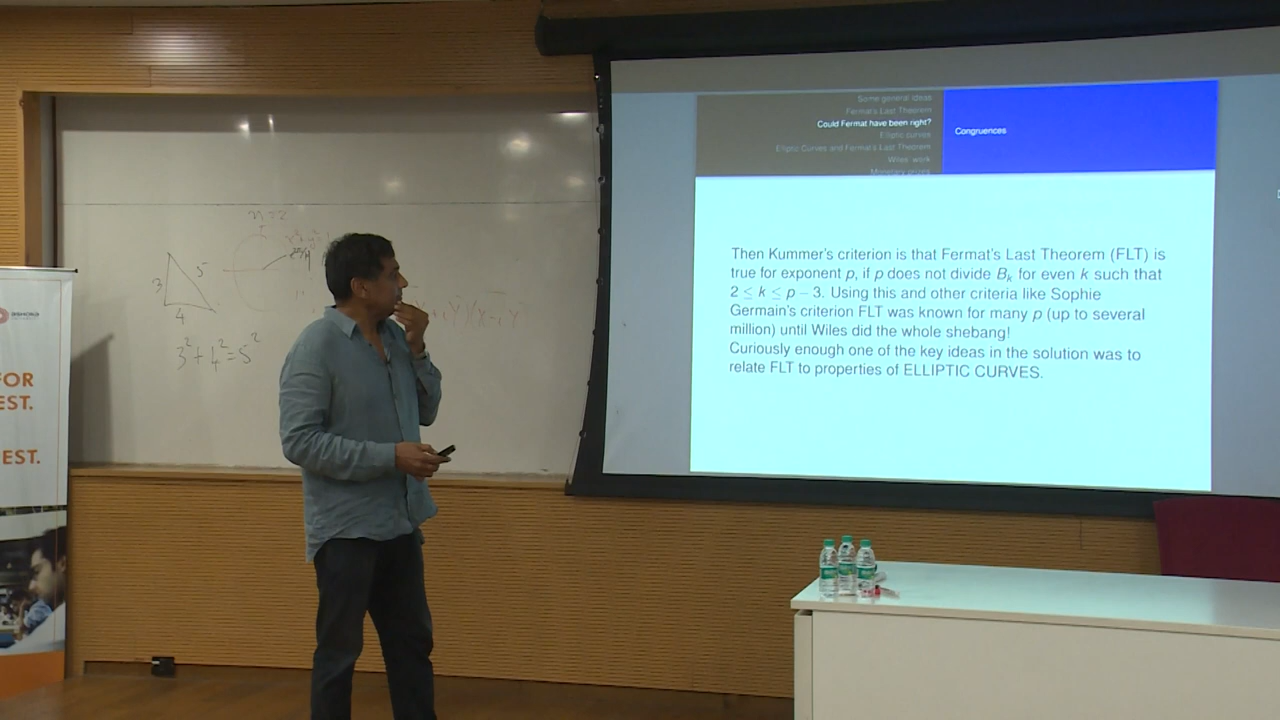 Some general ideas
Fermat's Last Theorem
Could Fermat have been right?
Elliptic curves
Elliptic Curves and Fermat's Last Theorem
Wiles' work
Monetary prizes
Congruences
Then Kummer's criterion is that Fermat's Last Theorem (FLT) is
true for exponent p, if p does not divide Bₖ for even k such that
2 ≤ k ≤ p − 3. Using this and other criteria like Sophie
Germain's criterion FLT was known for many p (up to several
million) until Wiles did the whole shebang!
Curiously enough one of the key ideas in the solution was to
relate FLT to properties of ELLIPTIC CURVES.
n=2
3
5
4
3²+4²=5²
ASHOKA
FOR
EST.
EST.